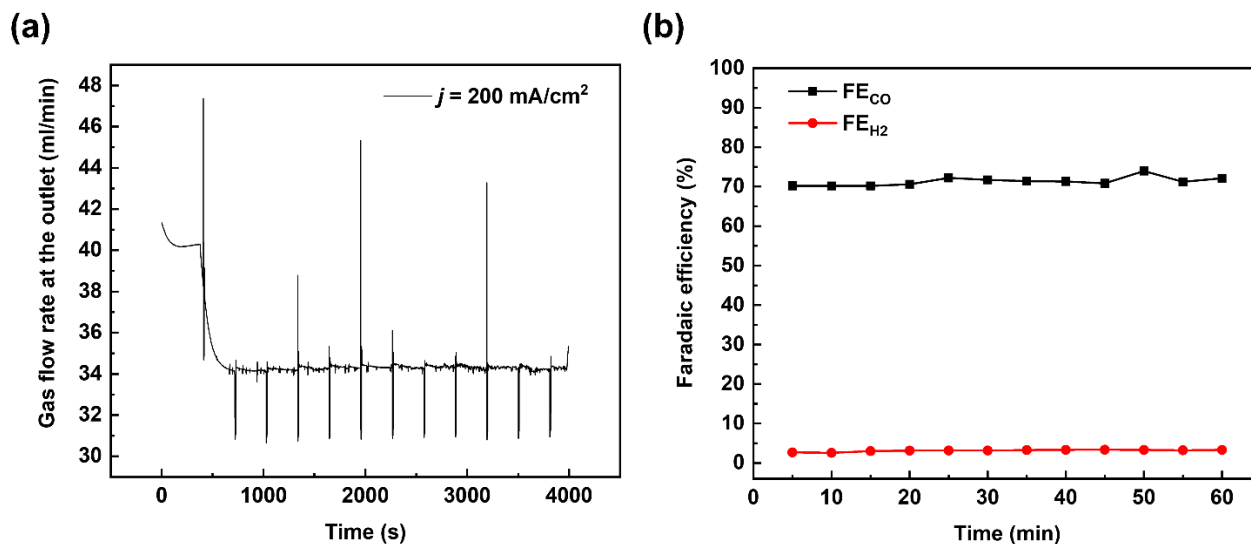 (a)
Gas flow rate at the outlet (ml/min)
48
46
44
42
40
38
36
34
32
30
j = 200 mA/cm²
0 1000 2000 3000 4000
Time (s)
(b)
Faradaic efficiency (%)
100
90
80
70
60
50
40
30
20
10
0
FE_CO
FE_H2
0 10 20 30 40 50 60
Time (min)